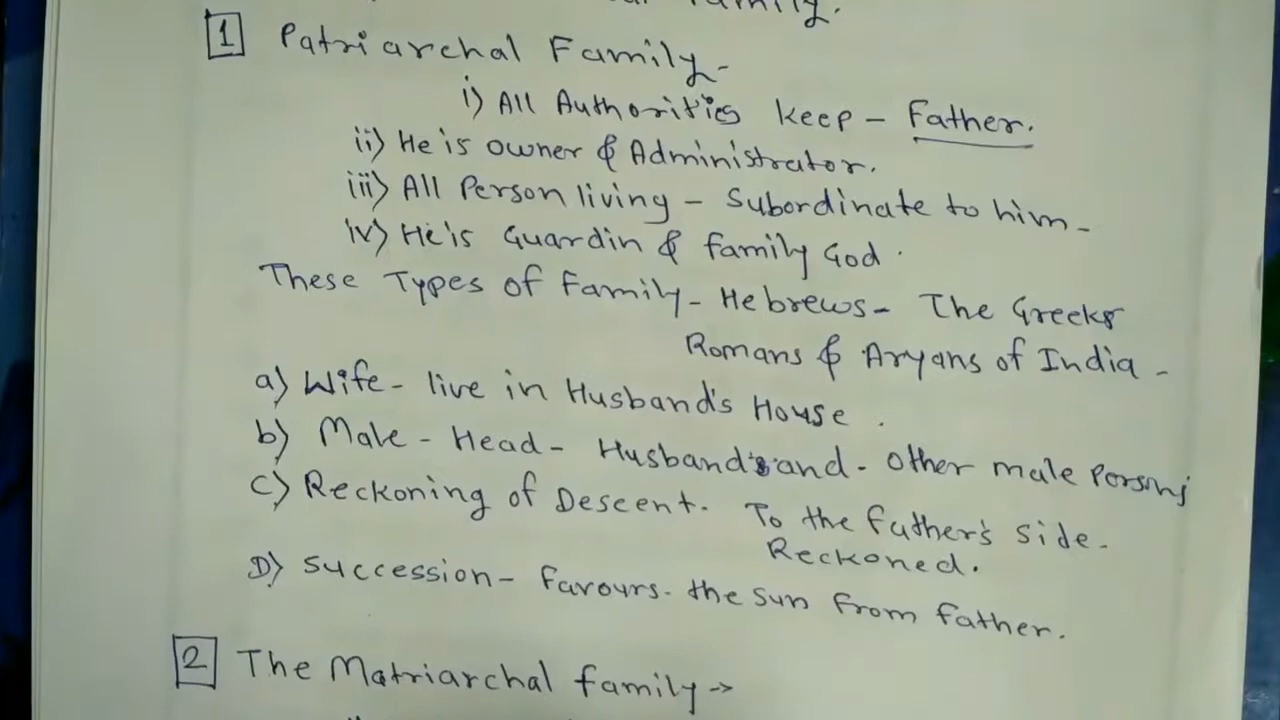 Family.
1 Patriarchal Family-
i) All Authorities keep - Father.
ii) He is owner & Administrator.
iii) All Person living - Subordinate to him-
iv) He is Guardin & family God.
These Types of Family- Hebrews- The Greeks
Romans & Aryans of India-
a) Wife- live in Husband's House.
b) Male- Head- Husband's and- other male Persons
c) Reckoning of Descent. To the father's side-
Reckoned.
D) Succession- favours. the sun from father.
2 The Matriarchal family→